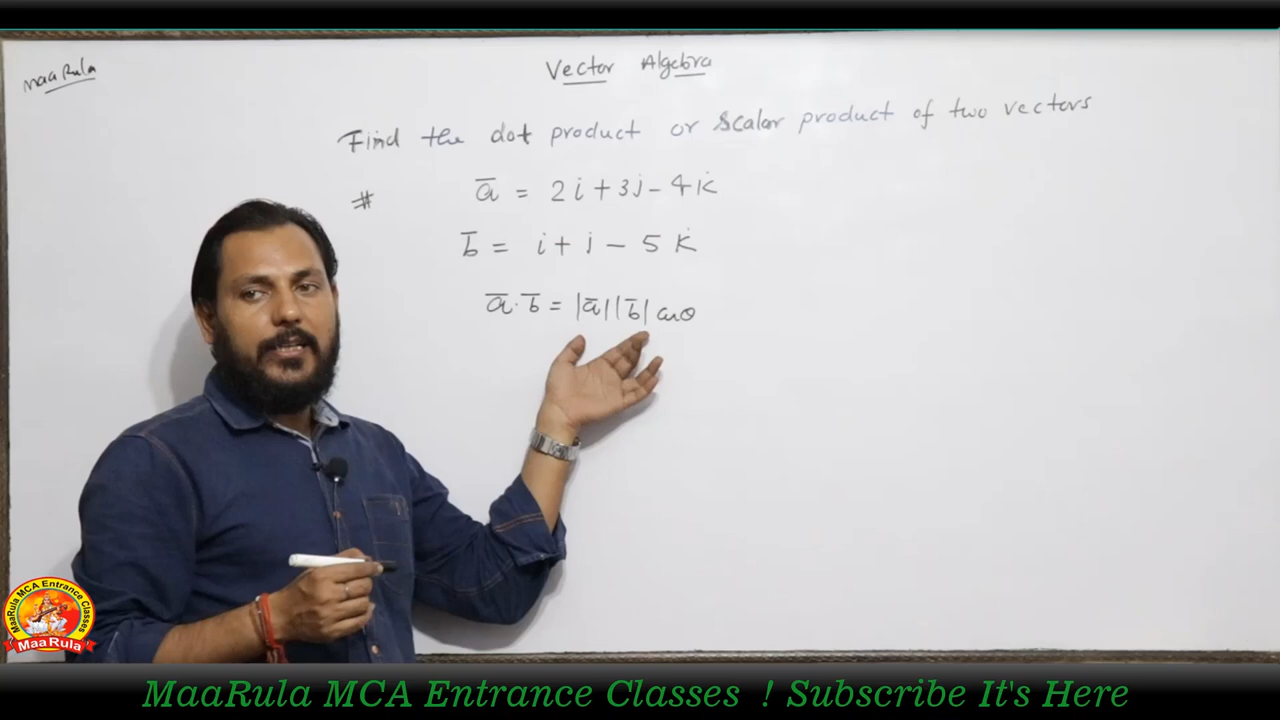 MaaRula
Vector Algebra
Find the dot product or scalar product of two vectors
# a̅ = 2i + 3j - 4k
b̅ = i + j - 5k
a̅·b̅ = |a̅||b̅| cosθ
MaaRula MCA Entrance Classes
MaaRula
MaaRula MCA Entrance Classes ! Subscribe It's Here